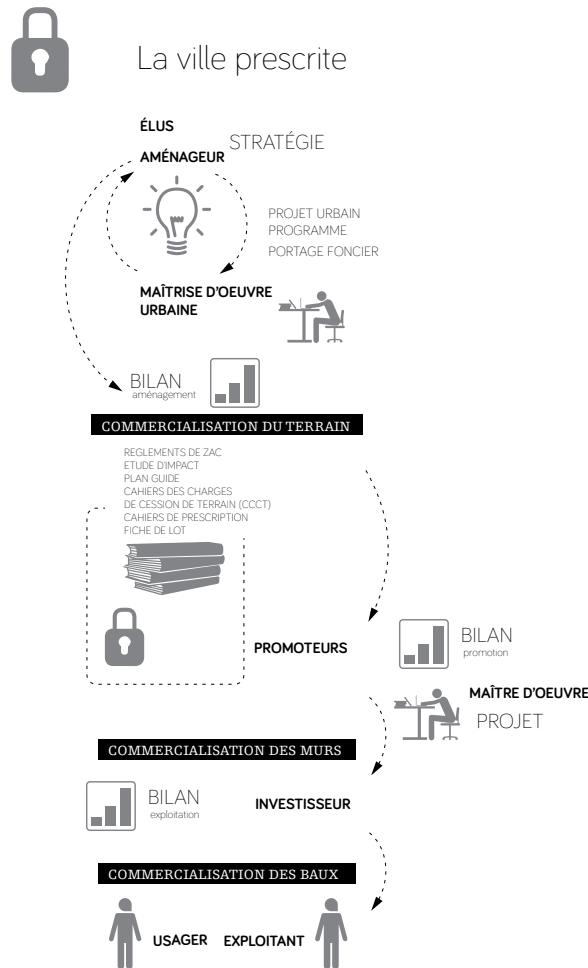 La ville prescrite
ÉLUS
STRATÉGIE
AMÉNAGEUR
PROJET URBAIN
PROGRAMME
PORTAGE FONCIER
MAÎTRISE D'OEUVRE
URBAINE
BILAN
aménagement
COMMERCIALISATION DU TERRAIN
REGLEMENTS DE ZAC
ETUDE D'IMPACT
PLAN GUIDE
CAHIERS DES CHARGES
DE CESSION DE TERRAIN (CCCT)
CAHIERS DE PRESCRIPTION
FICHE DE LOT
PROMOTEURS
BILAN
promotion
MAÎTRE D'OEUVRE
PROJET
COMMERCIALISATION DES MURS
BILAN
exploitation
INVESTISSEUR
COMMERCIALISATION DES BAUX
USAGER EXPLOITANT